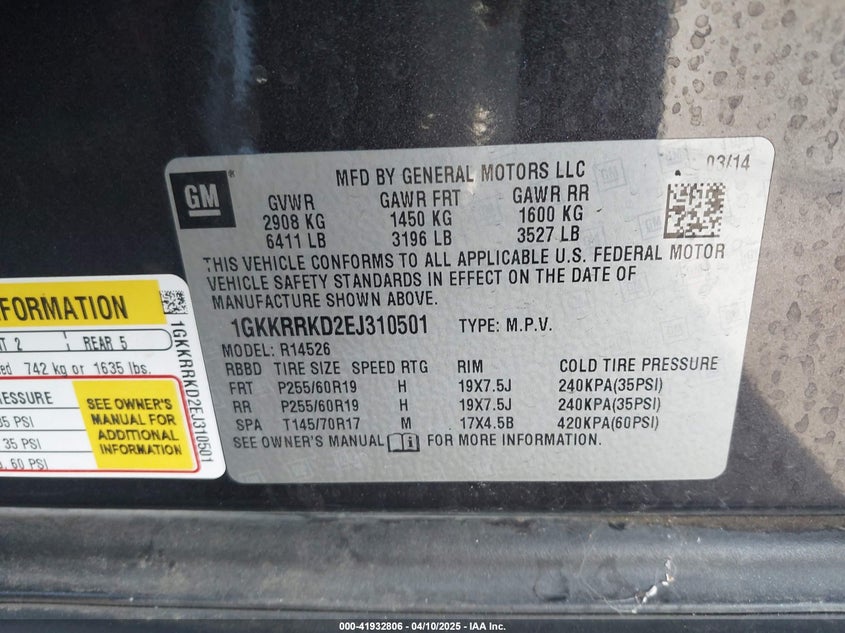 GM
MFD BY GENERAL MOTORS LLC
03/14
GVWR GAWR FRT GAWR RR
2908 KG 1450 KG 1600 KG
6411 LB 3196 LB 3527 LB
THIS VEHICLE CONFORMS TO ALL APPLICABLE U.S. FEDERAL MOTOR
VEHICLE SAFETY STANDARDS IN EFFECT ON THE DATE OF
MANUFACTURE SHOWN ABOVE.
1GKKRRKD2EJ310501 TYPE: M.P.V.
MODEL: R14526
RBBD TIRE SIZE SPEED RTG RIM COLD TIRE PRESSURE
FRT P255/60R19 H 19X7.5J 240KPA(35PSI)
RR P255/60R19 H 19X7.5J 240KPA(35PSI)
SPA T145/70R17 M 17X4.5B 420KPA(60PSI)
SEE OWNER'S MANUAL i FOR MORE INFORMATION.
FORMATION
2 REAR 5
742 kg or 1635 lbs.
35 PSI
35 PSI
60 PSI
SEE OWNER'S
MANUAL FOR
ADDITIONAL
INFORMATION
1GKKRRKD2EJ310501
000-41932806 - 04/10/2025 - IAA Inc.